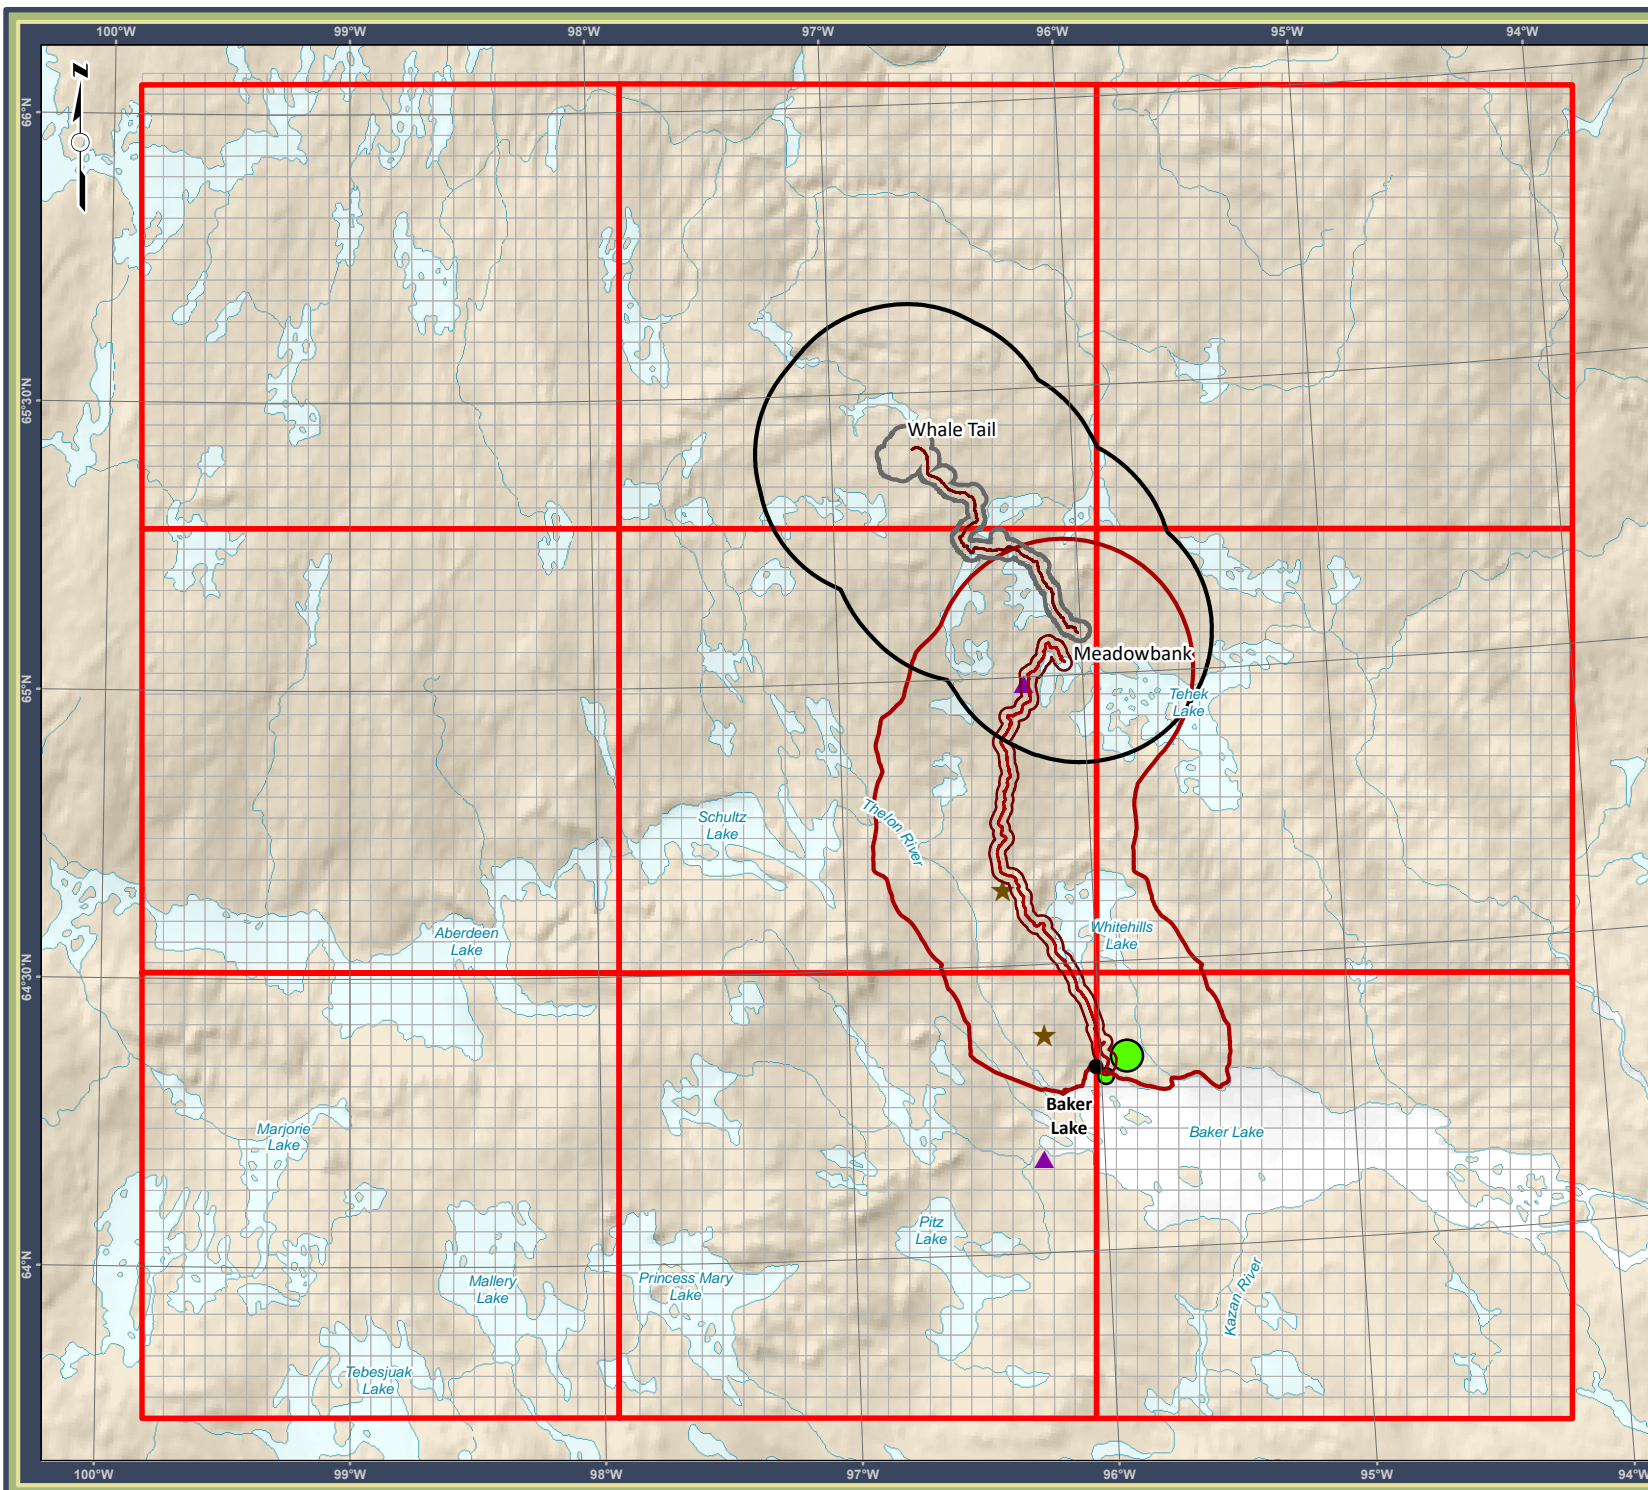 100°W
99°W
98°W
97°W
96°W
95°W
94°W
N
66°N
65°30'N
65°N
64°30'N
64°N
Whale Tail
Meadowbank
Tehek
Lake
Thelon River
Schultz
Lake
Whitehills
Lake
Aberdeen
Lake
Baker
Lake
Baker Lake
Marjorie
Lake
Pitz
Lake
Kazan River
Mallery
Lake
Princess Mary
Lake
Tebesjuak
Lake
100°W
99°W
98°W
97°W
96°W
95°W
94°W